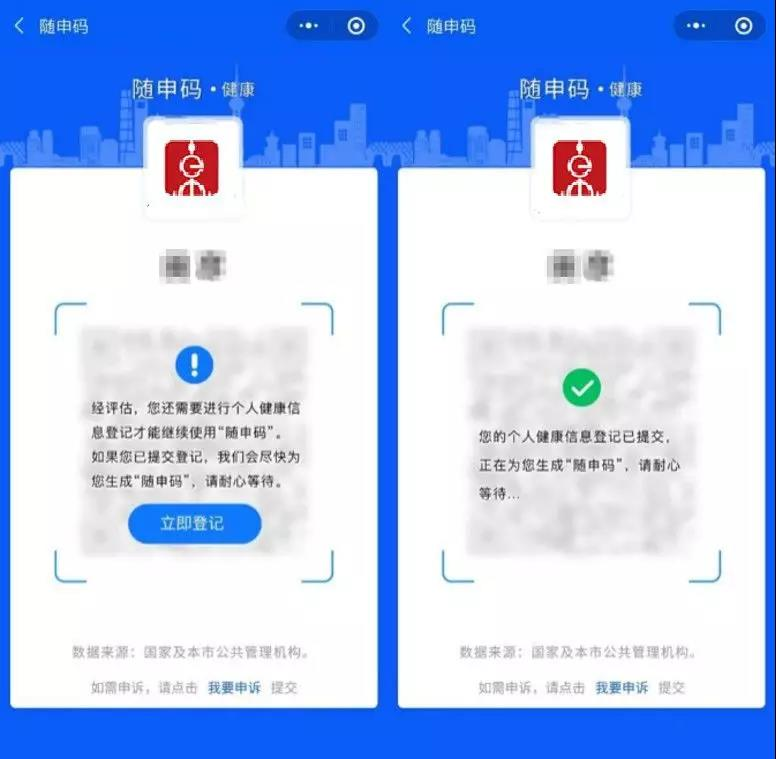 随申码
随申码·健康
经评估，您还需要进行个人健康信
息登记才能继续使用“随申码”。
如果您已提交登记，我们会尽快为
您生成“随申码”，请耐心等待。
立即登记
数据来源：国家及本市公共管理机构。
如需申诉，请点击 我要申诉 提交
随申码
随申码·健康
您的个人健康信息登记已提交，
正在为您生成“随申码”，请耐心
等待...
数据来源：国家及本市公共管理机构。
如需申诉，请点击 我要申诉 提交